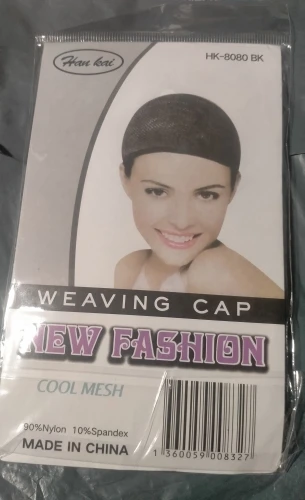 Han kai
HK-8080 BK
WEAVING CAP
NEW FASHION
COOL MESH
90%Nylon 10%Spandex
MADE IN CHINA
1 360059 008327